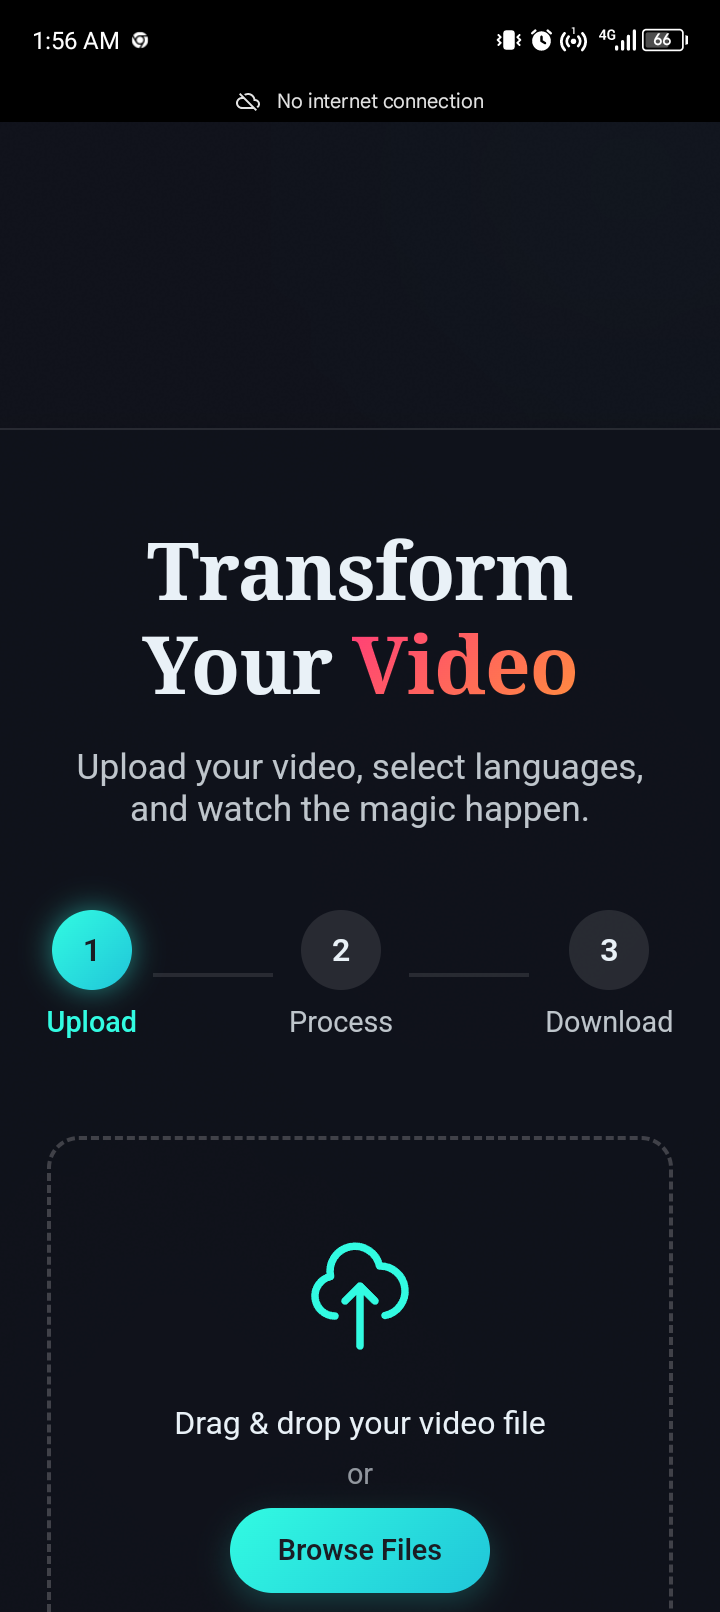 1:56 AM
4G
66
No internet connection
Transform
Your Video
Upload your video, select languages,
and watch the magic happen.
1
2
3
Upload
Process
Download
Drag & drop your video file
or
Browse Files